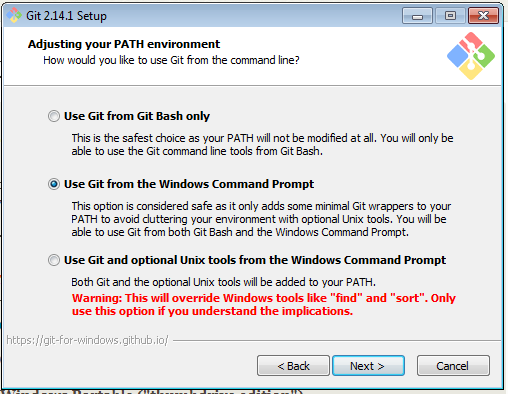 Git 2.14.1 Setup
Adjusting your PATH environment
How would you like to use Git from the command line?
Use Git from Git Bash only
This is the safest choice as your PATH will not be modified at all. You will only be
able to use the Git command line tools from Git Bash.
Use Git from the Windows Command Prompt
This option is considered safe as it only adds some minimal Git wrappers to your
PATH to avoid cluttering your environment with optional Unix tools. You will be
able to use Git from both Git Bash and the Windows Command Prompt.
Use Git and optional Unix tools from the Windows Command Prompt
Both Git and the optional Unix tools will be added to your PATH.
Warning: This will override Windows tools like "find" and "sort". Only
use this option if you understand the implications.
https://git-for-windows.github.io/
< Back Next > Cancel
Windows Portable ("thumbdrive edition")